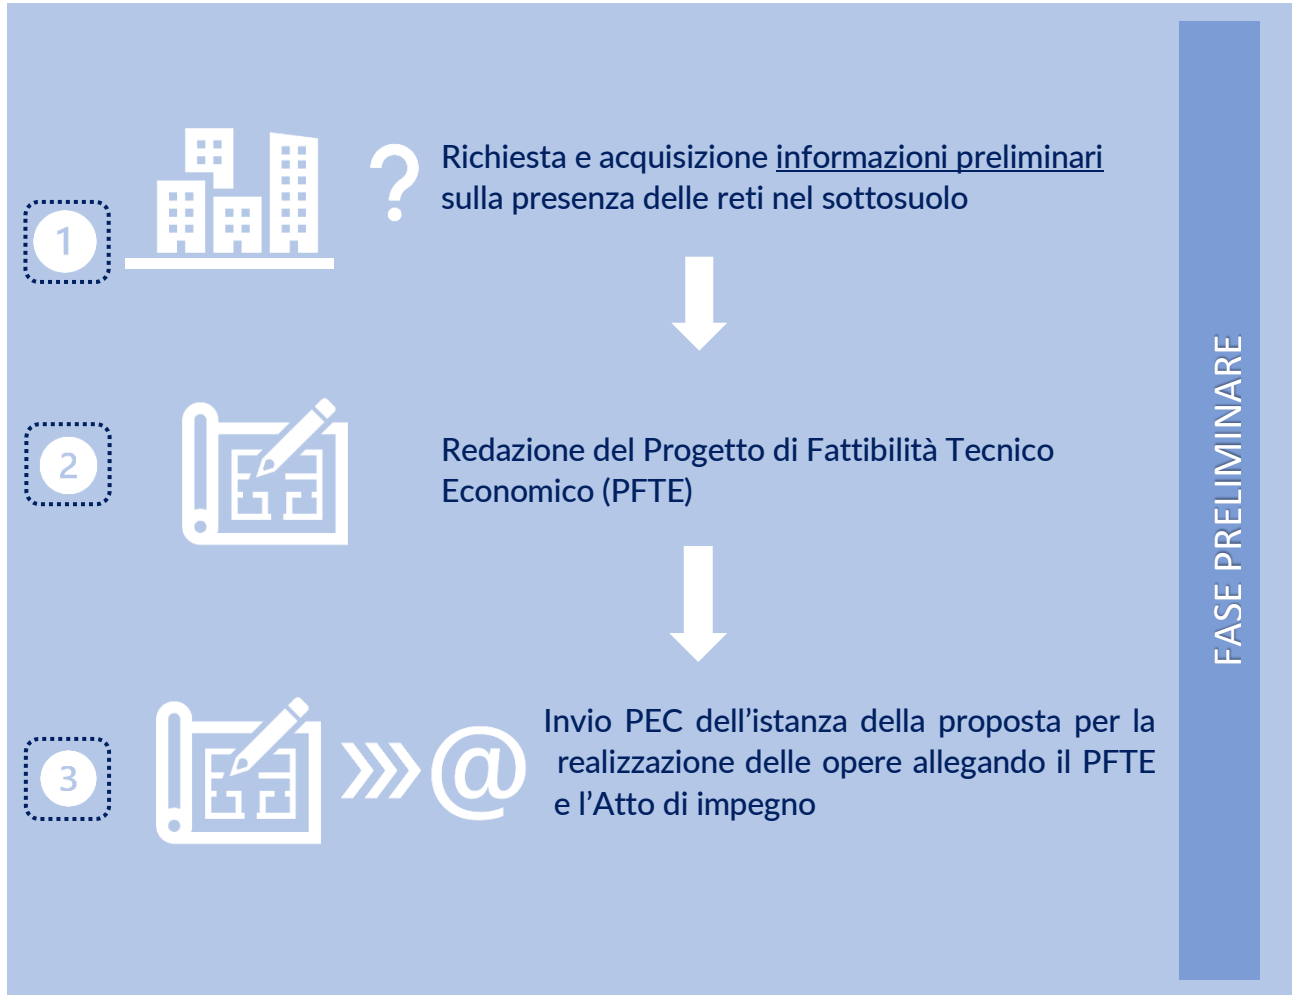 1
?
Richiesta e acquisizione informazioni preliminari
sulla presenza delle reti nel sottosuolo
2
Redazione del Progetto di Fattibilità Tecnico
Economico (PFTE)
3
@
Invio PEC dell’istanza della proposta per la
realizzazione delle opere allegando il PFTE
e l’Atto di impegno
FASE PRELIMINARE